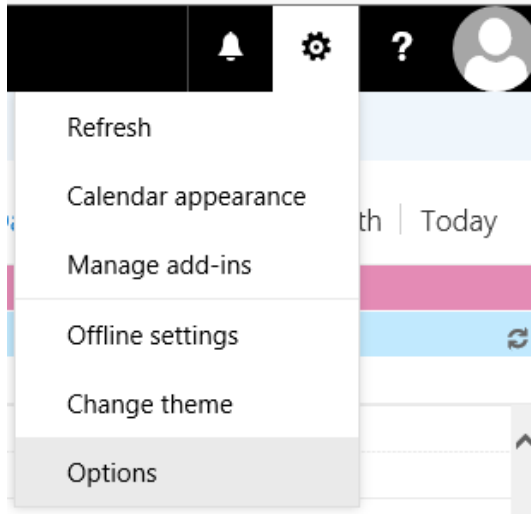 ?
Refresh
Calendar appearance
th Today
Manage add-ins
Offline settings
Change theme
Options